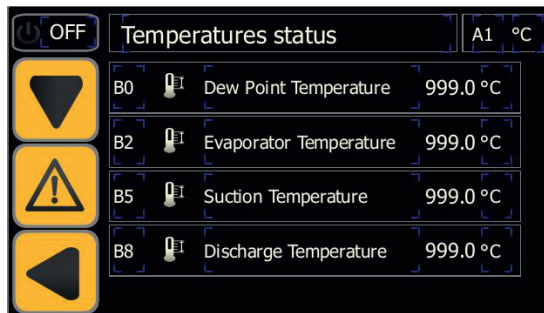 OFF Temperatures status A1 °C
B0 Dew Point Temperature 999.0 °C
B2 Evaporator Temperature 999.0 °C
B5 Suction Temperature 999.0 °C
B8 Discharge Temperature 999.0 °C